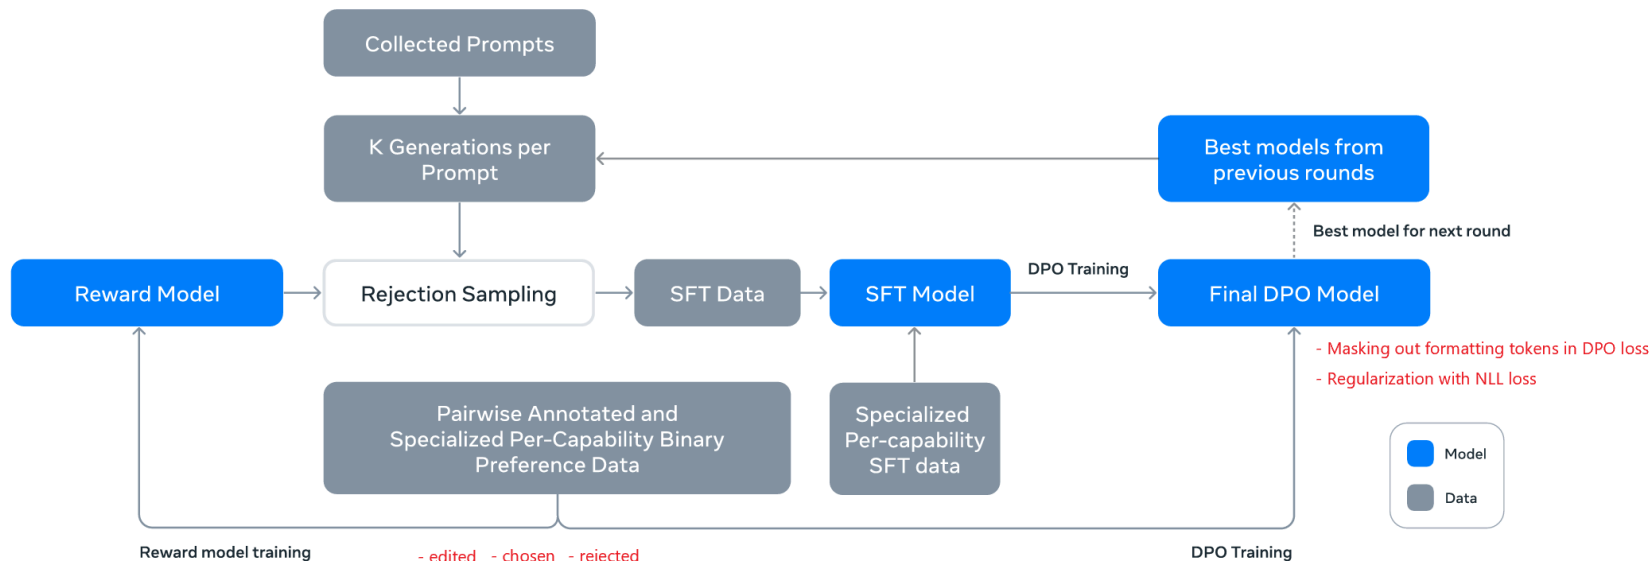 Collected Prompts
K Generations per
Prompt
Best models from
previous rounds
Best model for next round
Reward Model
Rejection Sampling
SFT Data
SFT Model
DPO Training
Final DPO Model
- Masking out formatting tokens in DPO loss
- Regularization with NLL loss
Pairwise Annotated and
Specialized Per-Capability Binary
Preference Data
Specialized
Per-capability
SFT data
Model
Data
Reward model training
- edited - chosen - rejected
DPO Training